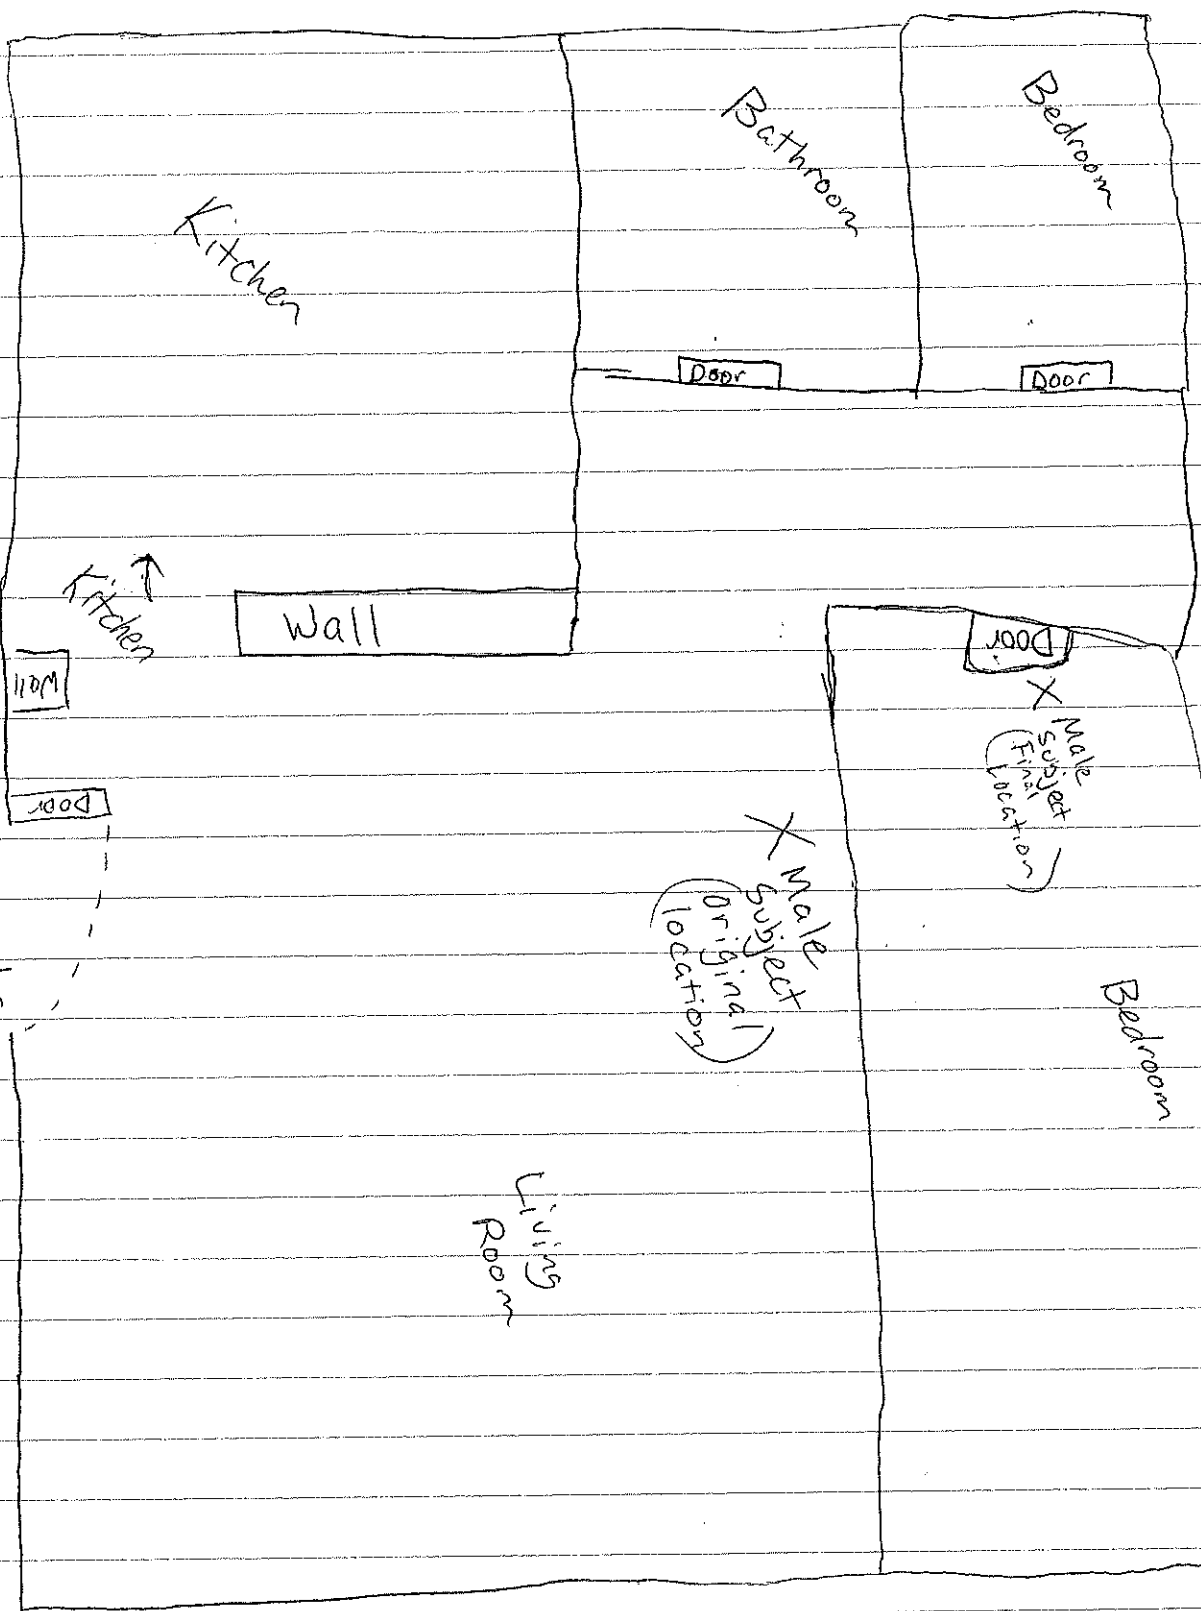 Bathroom
Bedroom
Kitchen
Door
Door
Kitchen
Wall
Wall
Door
Door
X Male
Subject
(Final
Location)
X Male
Subject
(Original
location)
Bedroom
Living
Room